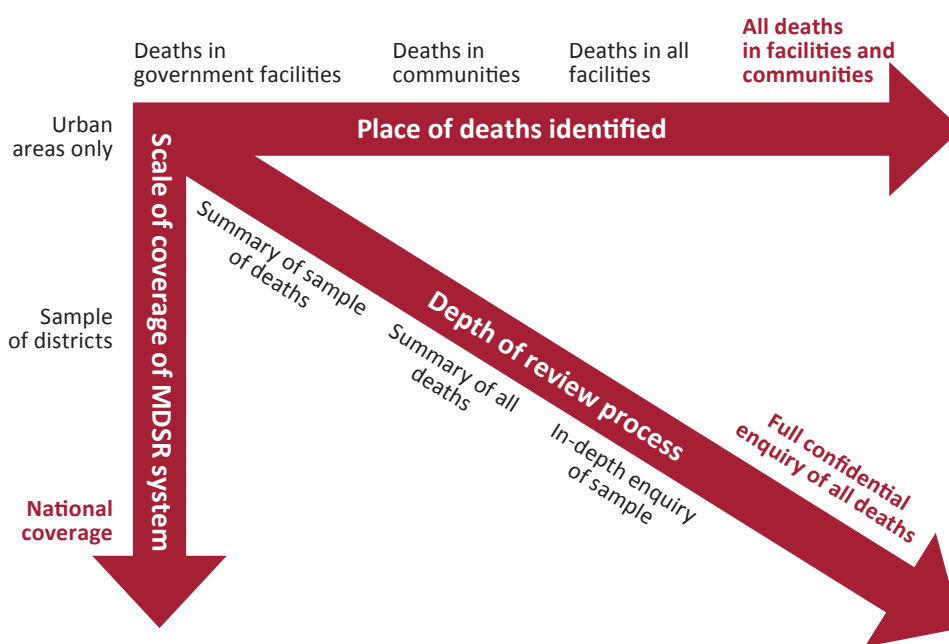 Deaths in
government facilities
Deaths in
communities
Deaths in all
facilities
All deaths
in facilities and
communities
Place of deaths identified
Urban
areas only
Sample
of districts
National
coverage
Scale of coverage of MDSR system
Depth of review process
Summary of sample
of deaths
Summary of all
deaths
In-depth enquiry
of sample
Full confidential
enquiry of all deaths